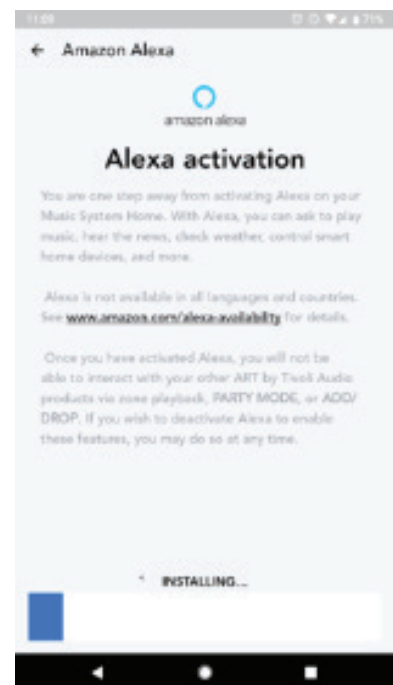 11:09
71%
Amazon Alexa
amazon alexa
Alexa activation
You are one step away from activating Alexa on your
Music System Home. With Alexa, you can ask to play
music, hear the news, check weather, control smart
home devices, and more.
Alexa is not available in all languages and countries.
See www.amazon.com/alexa-availability for details.
Once you have activated Alexa, you will not be
able to interact with your other ART by Tivoli Audio
products via zone playback, PARTY MODE, or ADD/
DROP. If you wish to deactivate Alexa to enable
these features, you may do so at any time.
INSTALLING...